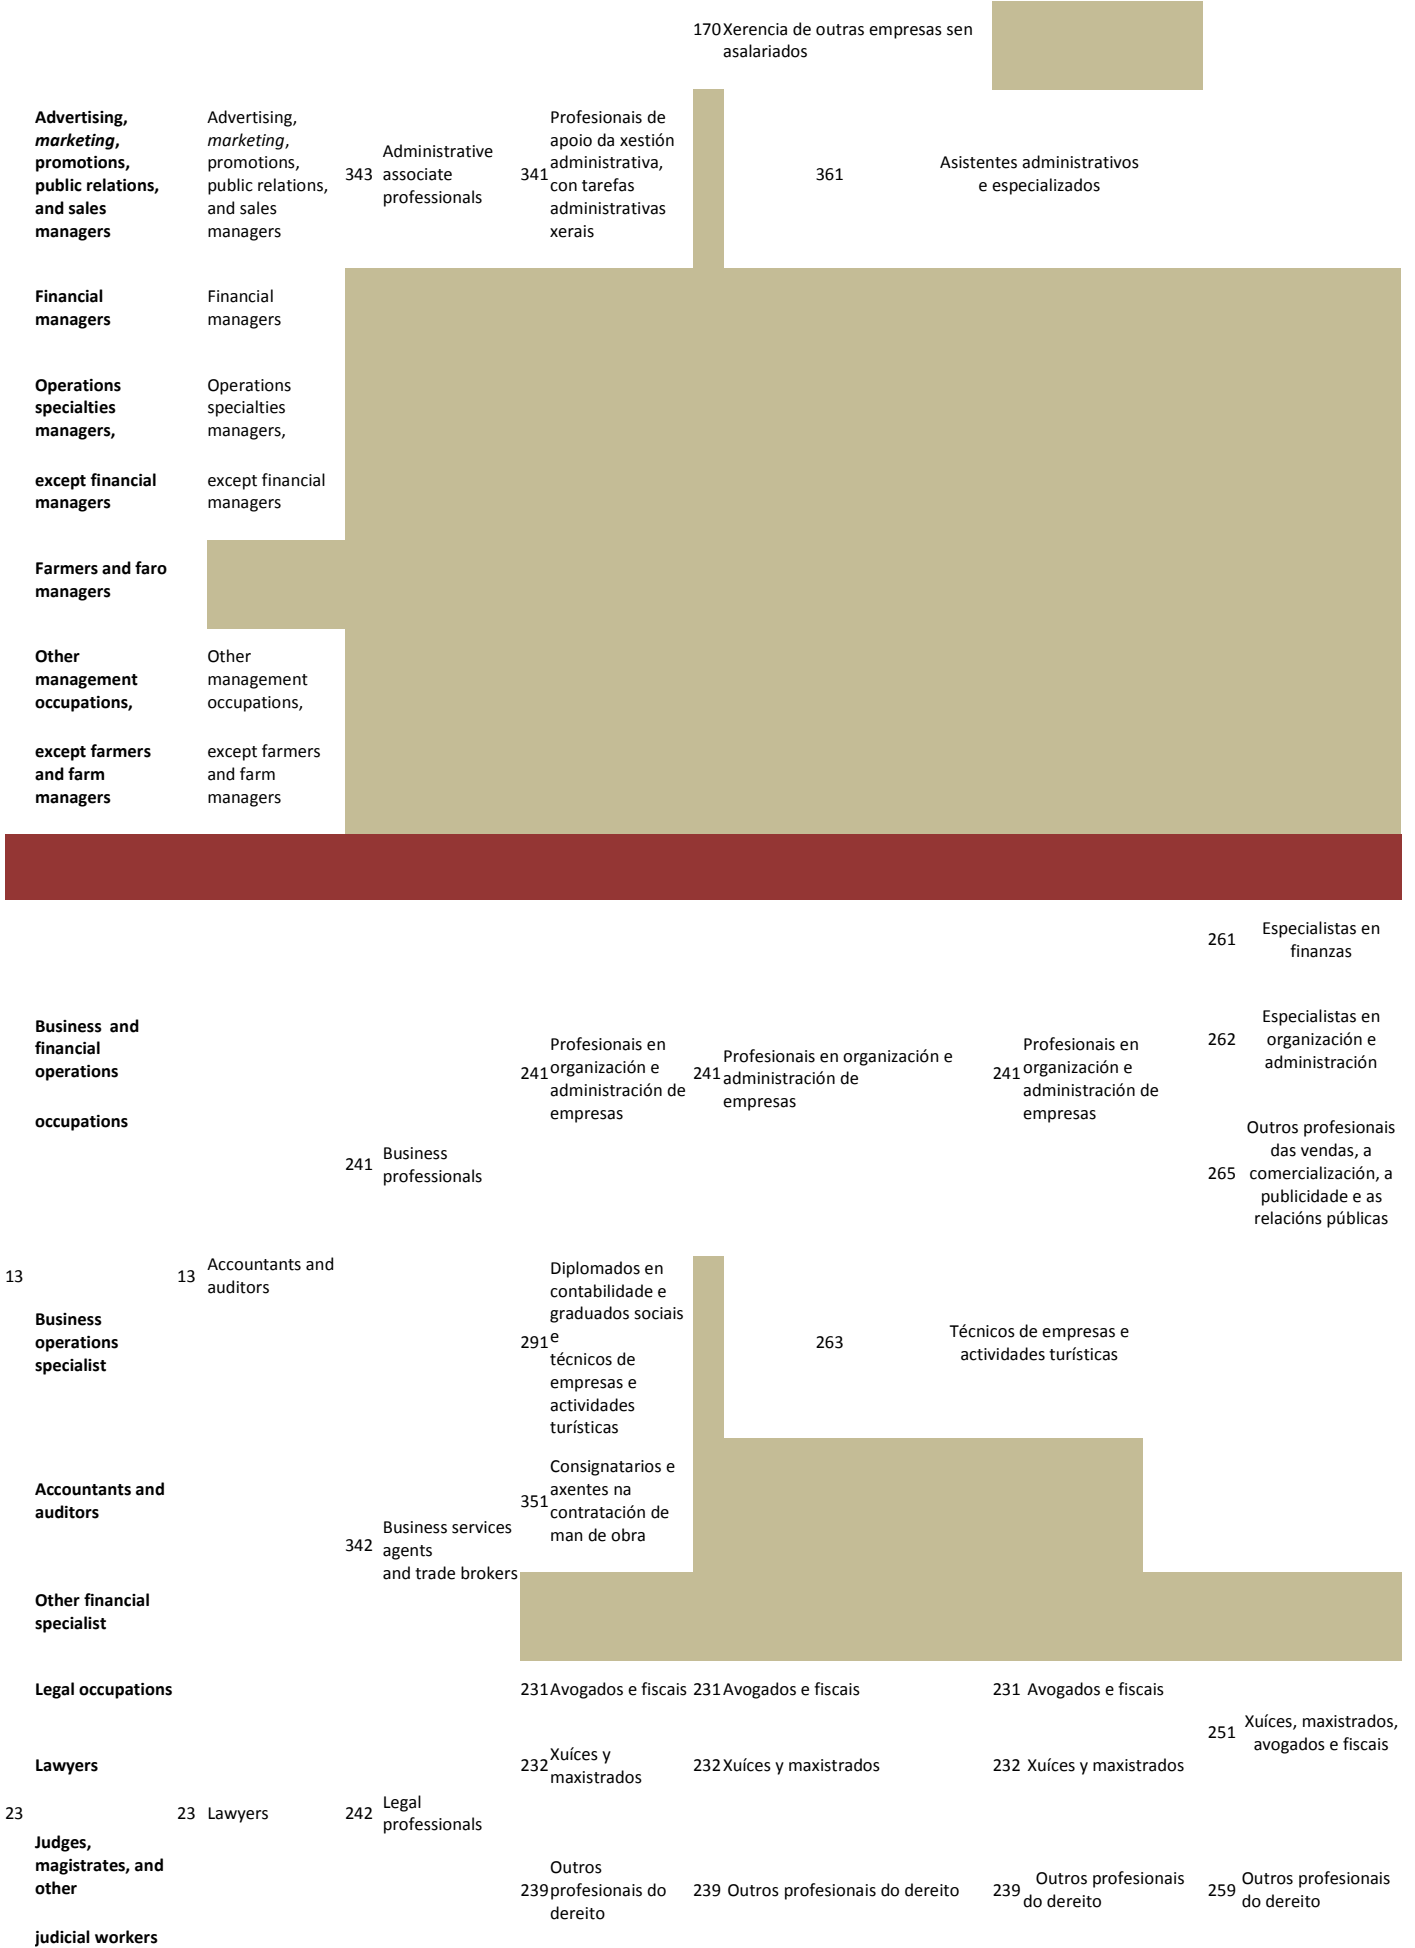 170 Xerencia de outras empresas sen
asalariados
Advertising,
marketing,
promotions,
public relations,
and sales
managers
Advertising,
marketing,
promotions,
public relations,
and sales
managers
343 Administrative
associate
professionals
341 Profesionais de
apoio da xestión
administrativa,
con tarefas
administrativas
xerais
361 Asistentes administrativos
e especializados
Financial
managers
Financial
managers
Operations
specialties
managers,
Operations
specialties
managers,
except financial
managers
except financial
managers
Farmers and faro
managers
Other
management
occupations,
Other
management
occupations,
except farmers
and farm
managers
except farmers
and farm
managers
13
Business and
financial
operations
occupations
Business
operations
specialist
Accountants and
auditors
Other financial
specialist
13 Accountants and
auditors
241 Business
professionals
342 Business services
agents
and trade brokers
241 Profesionais en
organización e
administración de
empresas
291 Diplomados en
contabilidade e
graduados sociais
e
técnicos de
empresas e
actividades
turísticas
351 Consignatarios e
axentes na
contratación de
man de obra
241 Profesionais en organización e
administración de
empresas
241 Profesionais en
organización e
administración de
empresas
263 Técnicos de empresas e
actividades turísticas
261 Especialistas en
finanzas
262 Especialistas en
organización e
administración
265 Outros profesionais
das vendas, a
comercialización, a
publicidade e as
relacións públicas
23
Legal occupations
Lawyers
Judges,
magistrates, and
other
judicial workers
23 Lawyers
242 Legal
professionals
231 Avogados e fiscais
232 Xuíces y
maxistrados
239 Outros
profesionais do
dereito
231 Avogados e fiscais
232 Xuíces y maxistrados
239 Outros profesionais do dereito
231 Avogados e fiscais
232 Xuíces y maxistrados
239 Outros profesionais
do dereito
251 Xuíces, maxistrados,
avogados e fiscais
259 Outros profesionais
do dereito